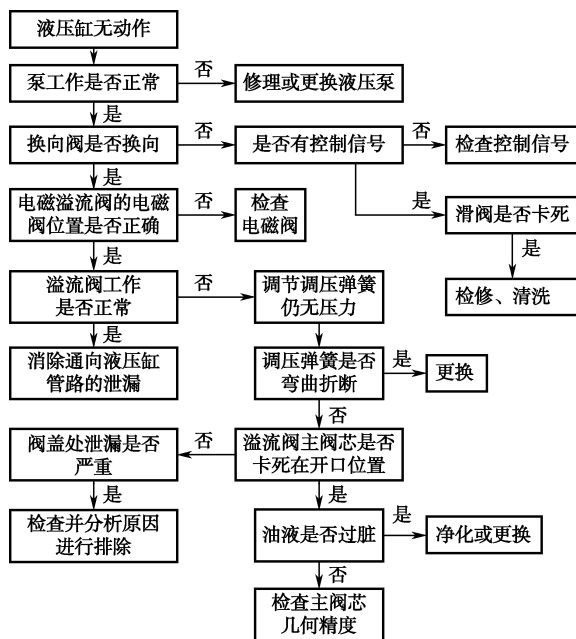 液压缸无动作
泵工作是否正常
否
修理或更换液压泵
是
换向阀是否换向
否
是否有控制信号
否
检查控制信号
是
电磁溢流阀的电磁
阀位置是否正确
否
检查
电磁阀
是
滑阀是否卡死
是
检修、清洗
是
溢流阀工作
是否正常
否
调节调压弹簧
仍无压力
是
消除通向液压缸
管路的泄漏
调压弹簧是否
弯曲折断
是
更换
否
溢流阀主阀芯是否
卡死在开口位置
否
阀盖处泄漏是否
严重
是
检查并分析原因
进行排除
是
油液是否过脏
是
净化或更换
否
检查主阀芯
几何精度